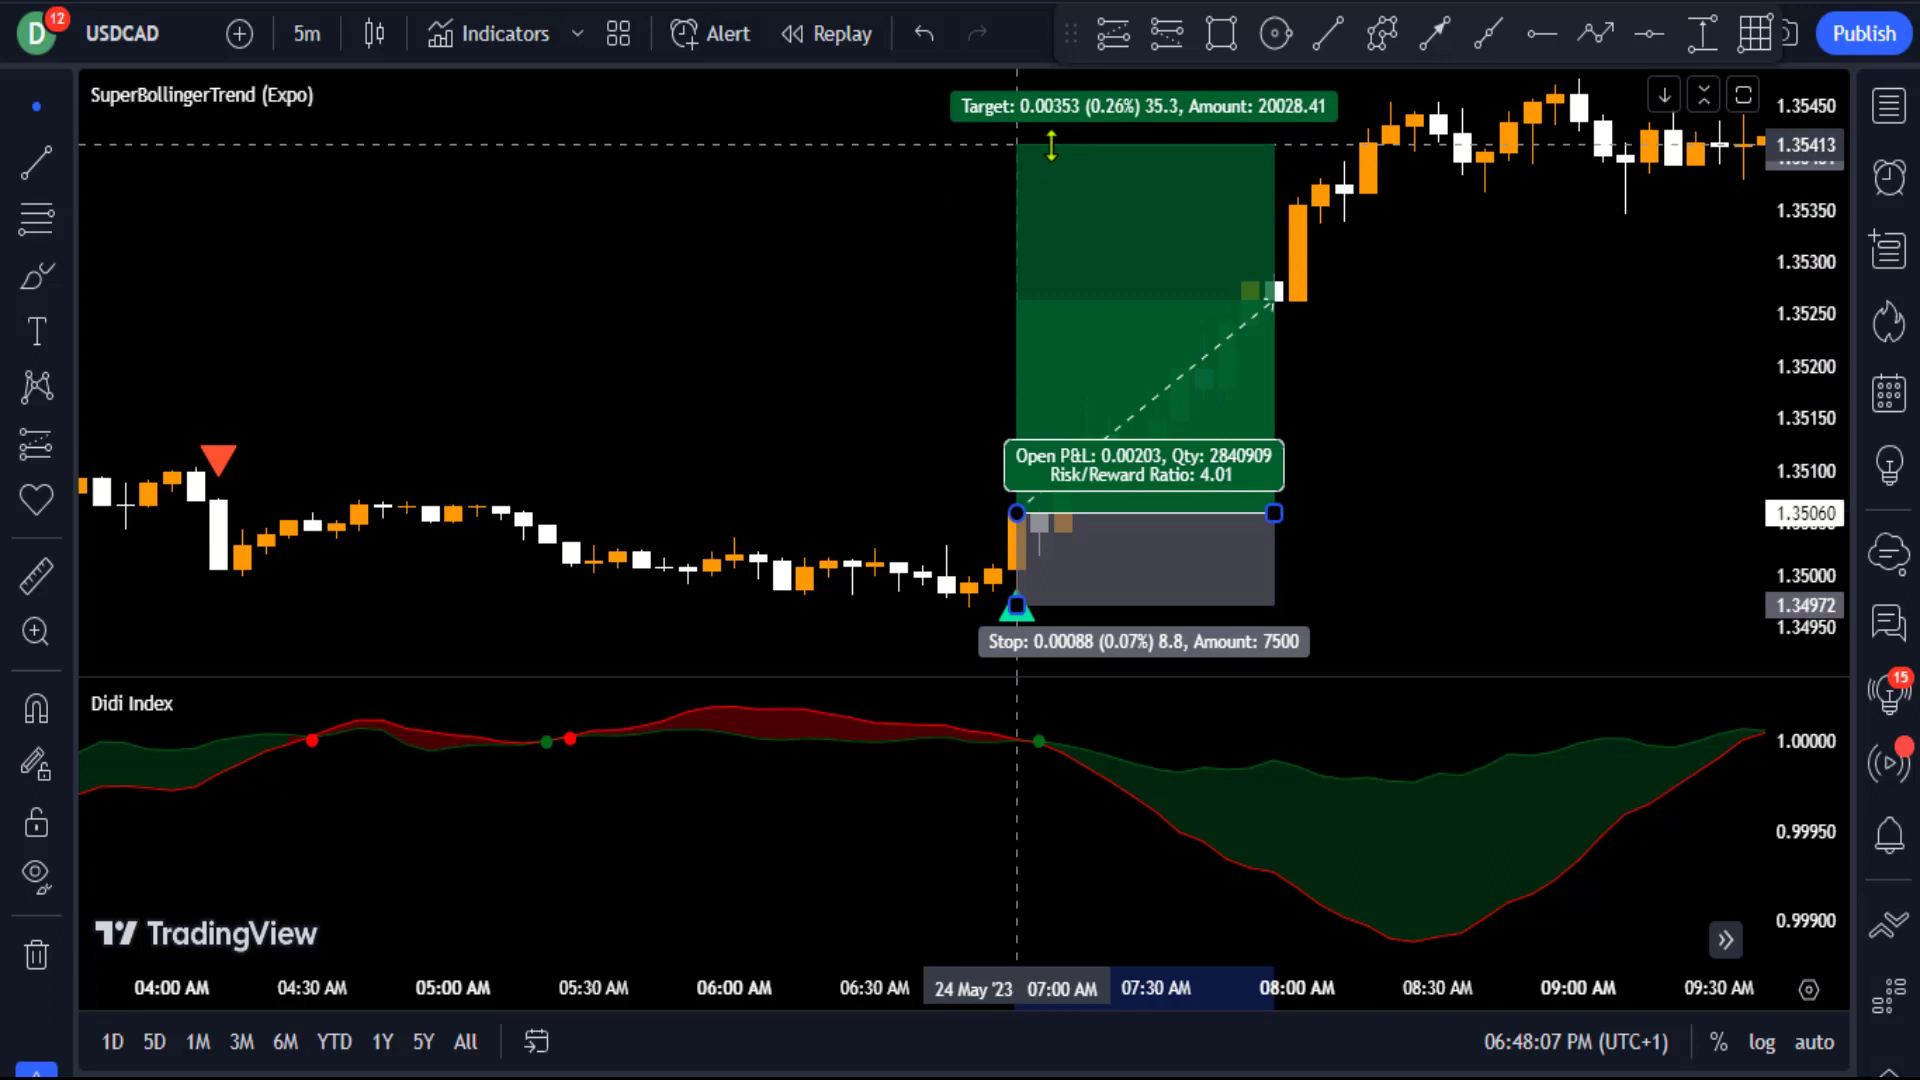 D 12 USDCAD 5m Indicators Alert Replay Publish
SuperBollingerTrend (Expo)
Target: 0.00353 (0.26%) 35.3, Amount: 20028.41
1.35450
1.35413
1.35350
1.35300
1.35250
1.35200
1.35150
1.35100
Open P&L: 0.00203, Qty: 2840909
Risk/Reward Ratio: 4.01
1.35060
1.35000
1.34972
1.34950
Stop: 0.00088 (0.07%) 8.8, Amount: 7500
15
Didi Index
1.00000
0.99950
0.99900
TradingView
04:00 AM 04:30 AM 05:00 AM 05:30 AM 06:00 AM 06:30 AM 24 May '23 07:00 AM 07:30 AM 08:00 AM 08:30 AM 09:00 AM 09:30 AM
1D 5D 1M 3M 6M YTD 1Y 5Y All 06:48:07 PM (UTC+1) % log auto